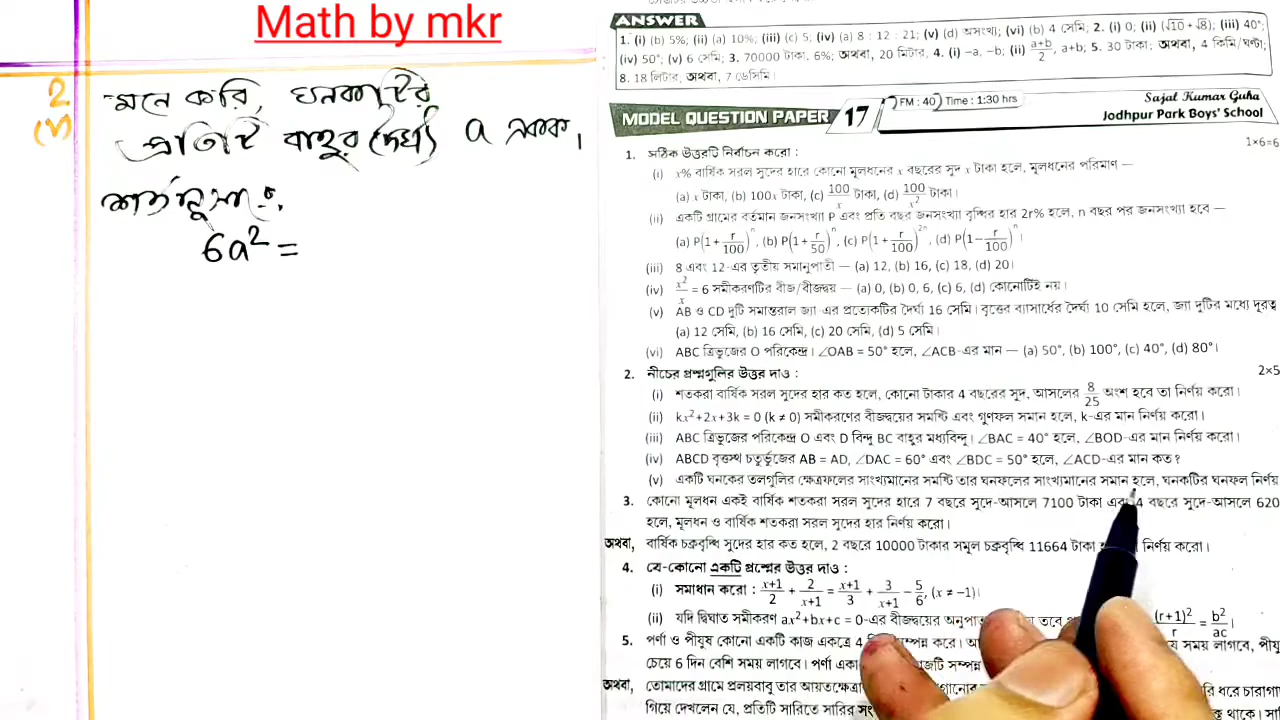 Math by mkr
2
(v)
মনে করি, ঘনকটির
প্রতিটি বাহুর দৈর্ঘ্য a একক।
শর্তানুসারে,
6a² =
ANSWER
1. (i) (b) 5%; (ii) (a) 10%; (iii) (c) 5; (iv) (a) 8 : 12 : 21; (v) (d) অসংখ্য; (vi) (b) 4 সেমি; 2. (i) 0; (ii) (√10 + √8); (iii) 40°;
(iv) 50°; (v) 6 সেমি; 3. 70000 টাকা, 6%; অথবা, 20 মিটার, 4. (i) −a, −b; (ii) (a+b)/2, a+b; 5. 30 টাকা; অথবা, 4 কিমি/ঘণ্টা;
8. 18 লিটার; অথবা, 7 ডেসিমি।
MODEL QUESTION PAPER 17 FM : 40 Time : 1:30 hrs
Sajal Kumar Guha
Jodhpur Park Boys' School
1. সঠিক উত্তরটি নির্বাচন করো : 1×6=6
(i) x% বার্ষিক সরল সুদের হারে কোনো মূলধনের x বছরের সুদ x টাকা হলে, মূলধনের পরিমাণ —
(a) x টাকা, (b) 100x টাকা, (c) 100/x টাকা, (d) 100/x² টাকা।
(ii) একটি গ্রামের বর্তমান জনসংখ্যা P এবং প্রতি বছর জনসংখ্যা বৃদ্ধির হার 2r% হলে, n বছর পর জনসংখ্যা হবে —
(a) P(1+r/100)ⁿ, (b) P(1+r/50)ⁿ, (c) P(1+r/100)²ⁿ, (d) P(1−r/100)ⁿ।
(iii) 8 এবং 12-এর তৃতীয় সমানুপাতী — (a) 12, (b) 16, (c) 18, (d) 20।
(iv) x²/x = 6 সমীকরণটির বীজ/বীজদ্বয় — (a) 0, (b) 0, 6, (c) 6, (d) কোনোটিই নয়।
(v) AB ও CD দুটি সমান্তরাল জ্যা-এর প্রত্যেকটির দৈর্ঘ্য 16 সেমি। বৃত্তের ব্যাসার্ধের দৈর্ঘ্য 10 সেমি হলে, জ্যা দুটির মধ্যে দূরত্ব
(a) 12 সেমি, (b) 16 সেমি, (c) 20 সেমি, (d) 5 সেমি।
(vi) ABC ত্রিভুজের O পরিকেন্দ্র। ∠OAB = 50° হলে, ∠ACB-এর মান — (a) 50°, (b) 100°, (c) 40°, (d) 80°।
2. নীচের প্রশ্নগুলির উত্তর দাও : 2×5
(i) শতকরা বার্ষিক সরল সুদের হার কত হলে, কোনো টাকার 4 বছরের সুদ, আসলের 8/25 অংশ হবে তা নির্ণয় করো।
(ii) kx²+2x+3k = 0 (k ≠ 0) সমীকরণের বীজদ্বয়ের সমষ্টি এবং গুণফল সমান হলে, k-এর মান নির্ণয় করো।
(iii) ABC ত্রিভুজের পরিকেন্দ্র O এবং D বিন্দু BC বাহুর মধ্যবিন্দু। ∠BAC = 40° হলে, ∠BOD-এর মান নির্ণয় করো।
(iv) ABCD বৃত্তস্থ চতুর্ভুজের AB = AD, ∠DAC = 60° এবং ∠BDC = 50° হলে, ∠ACD-এর মান কত?
(v) একটি ঘনকের তলগুলির ক্ষেত্রফলের সাংখ্যমানের সমষ্টি তার ঘনফলের সাংখ্যমানের সমান হলে, ঘনকটির ঘনফল নির্ণয়
3. কোনো মূলধন একই বার্ষিক শতকরা সরল সুদের হারে 7 বছরে সুদে-আসলে 7100 টাকা এবং 4 বছরে সুদে-আসলে 620
হলে, মূলধন ও বার্ষিক শতকরা সরল সুদের হার নির্ণয় করো।
অথবা, বার্ষিক চক্রবৃদ্ধি সুদের হার কত হলে, 2 বছরে 10000 টাকার সমূল চক্রবৃদ্ধি 11664 টাকা নির্ণয় করো।
4. যে-কোনো একটি প্রশ্নের উত্তর দাও :
(i) সমাধান করো : (x+1)/2 + 2/(x+1) = (x+1)/3 + 3/(x+1) − 5/6, (x ≠ −1)।
(ii) যদি দ্বিঘাত সমীকরণ ax²+bx+c = 0-এর বীজদ্বয়ের অনুপাত তবে (r+1)²/r = b²/ac।
5. পর্ণা ও পীযুষ কোনো একটি কাজ একত্রে 4 সম্পন্ন করে। সময় লাগবে, পীযূ
চেয়ে 6 দিন বেশি সময় লাগবে। পর্ণা একা কাজটি সম্পন্ন
অথবা, তোমাদের গ্রামে প্রলয়বাবু তার আয়তক্ষেত্রা ধরে চারাগা
গিয়ে দেখলেন যে, প্রতিটি সারিতে সারির থাকে।